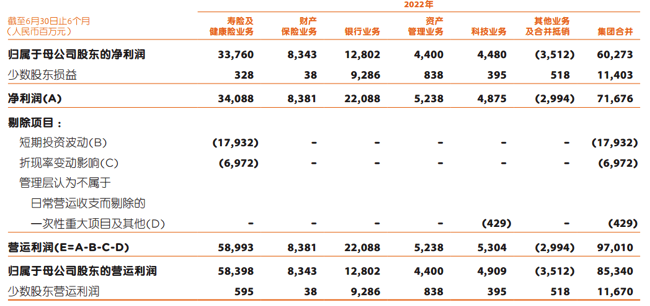 2022年
截至6月30日止6个月 寿险及 财产 资产 其他业务
(人民币百万元) 健康险业务 保险业务 银行业务 管理业务 科技业务 及合并抵销 集团合并
归属于母公司股东的净利润 33,760 8,343 12,802 4,400 4,480 (3,512) 60,273
少数股东损益 328 38 9,286 838 395 518 11,403
净利润(A) 34,088 8,381 22,088 5,238 4,875 (2,994) 71,676
剔除项目：
短期投资波动(B) (17,932) – – – – – (17,932)
折现率变动影响(C) (6,972) – – – – – (6,972)
管理层认为不属于
日常营运收支而剔除的
一次性重大项目及其他(D) – – – – (429) – (429)
营运利润(E=A-B-C-D) 58,993 8,381 22,088 5,238 5,304 (2,994) 97,010
归属于母公司股东的营运利润 58,398 8,343 12,802 4,400 4,909 (3,512) 85,340
少数股东营运利润 595 38 9,286 838 395 518 11,670